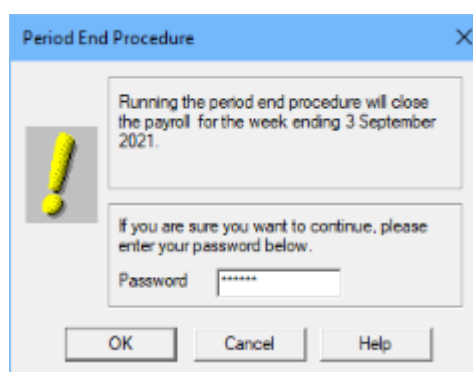 Period End Procedure
Running the period end procedure will close
the payroll for the week ending 3 September
2021.
If you are sure you want to continue, please
enter your password below.
Password ******
OK Cancel Help